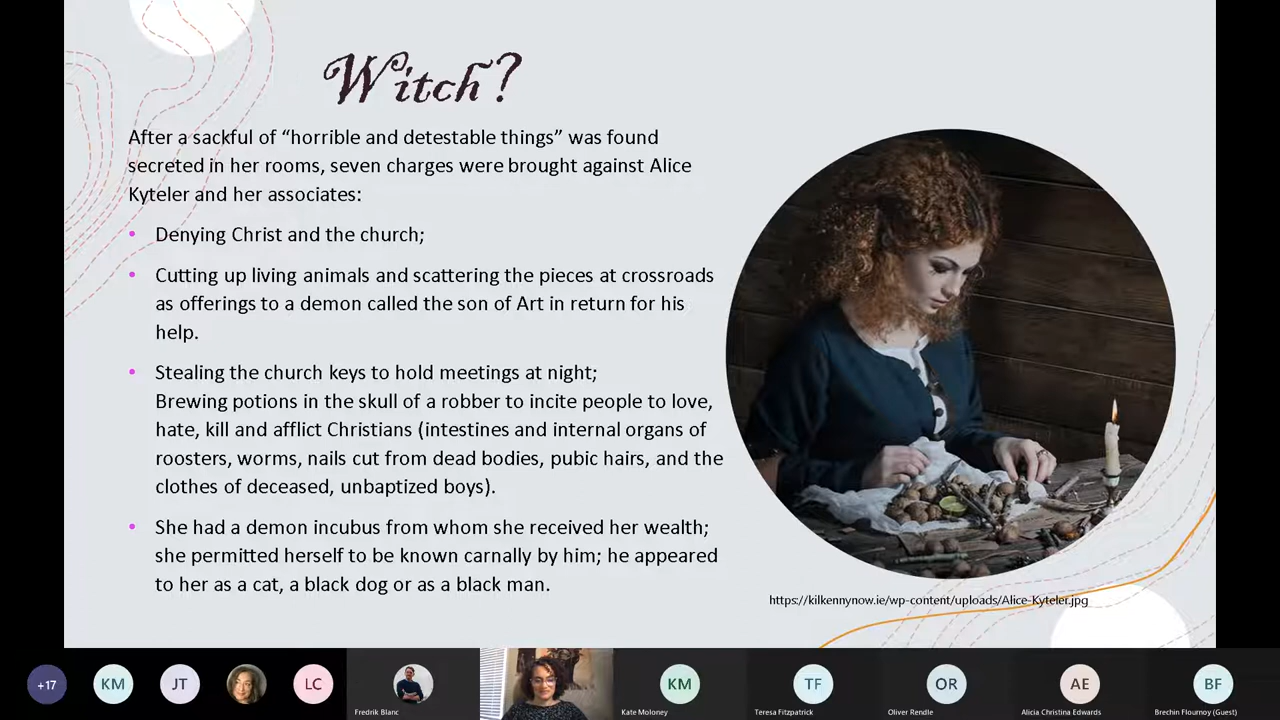 Witch?
After a sackful of “horrible and detestable things” was found
secreted in her rooms, seven charges were brought against Alice
Kyteler and her associates:
• Denying Christ and the church;
• Cutting up living animals and scattering the pieces at crossroads
as offerings to a demon called the son of Art in return for his
help.
• Stealing the church keys to hold meetings at night;
Brewing potions in the skull of a robber to incite people to love,
hate, kill and afflict Christians (intestines and internal organs of
roosters, worms, nails cut from dead bodies, pubic hairs, and the
clothes of deceased, unbaptized boys).
• She had a demon incubus from whom she received her wealth;
she permitted herself to be known carnally by him; he appeared
to her as a cat, a black dog or as a black man.
https://kilkennynow.ie/wp-content/uploads/Alice-Kyteler.jpg
+17
KM
JT
LC
Fredrik Blanc
KM
Kate Moloney
TF
Teresa Fitzpatrick
OR
Oliver Rendle
AE
Alicia Christina Edwards
BF
Brechin Flournoy (Guest)